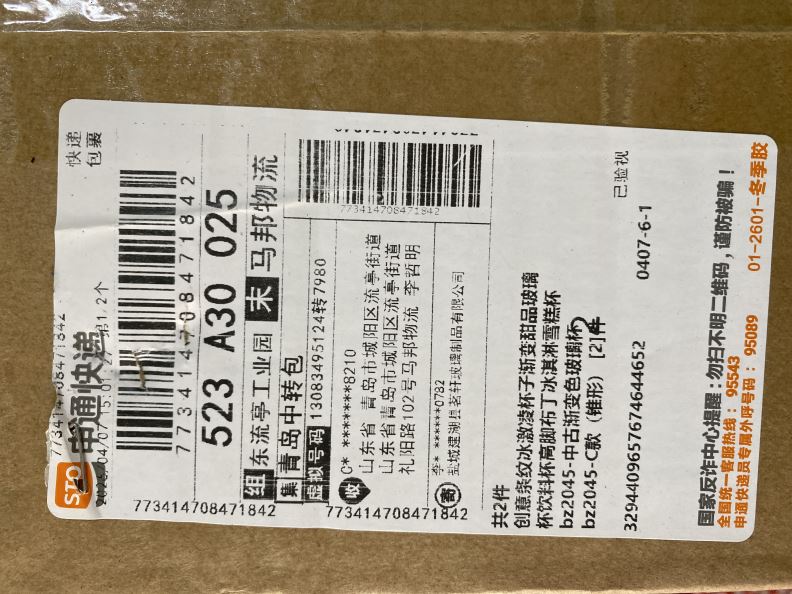 快递
包裹
773414708471842
STO
申通快递
773414708471842
523 A30 025
组 东流亭工业园 末 马邦物流
集 青岛中转包
虚拟号码 13083495124转7980
773414708471842
收
C* *******8210
山东省 青岛市 城阳区 流亭街道
山东省青岛市城阳区流亭街道
礼阳路102号马邦物流 李哲明
寄
李* ******0782
盐城建湖县茗轩玻璃制品有限公司
773414708471842
773414708471842
共2件
创意条纹冰激凌杯子渐变甜品玻璃
杯饮料杯高脚布丁冰淇淋雪糕杯
bz2045-中古渐变色玻璃杯
bz2045-C款（锥形） [2]件
3294409657674644652 0407-6-1
已验视
国家反诈中心提醒：勿扫不明二维码，谨防被骗！
全国统一客服热线： 95543
申通快递员专属外呼号码： 95089
01-2601-冬季胶